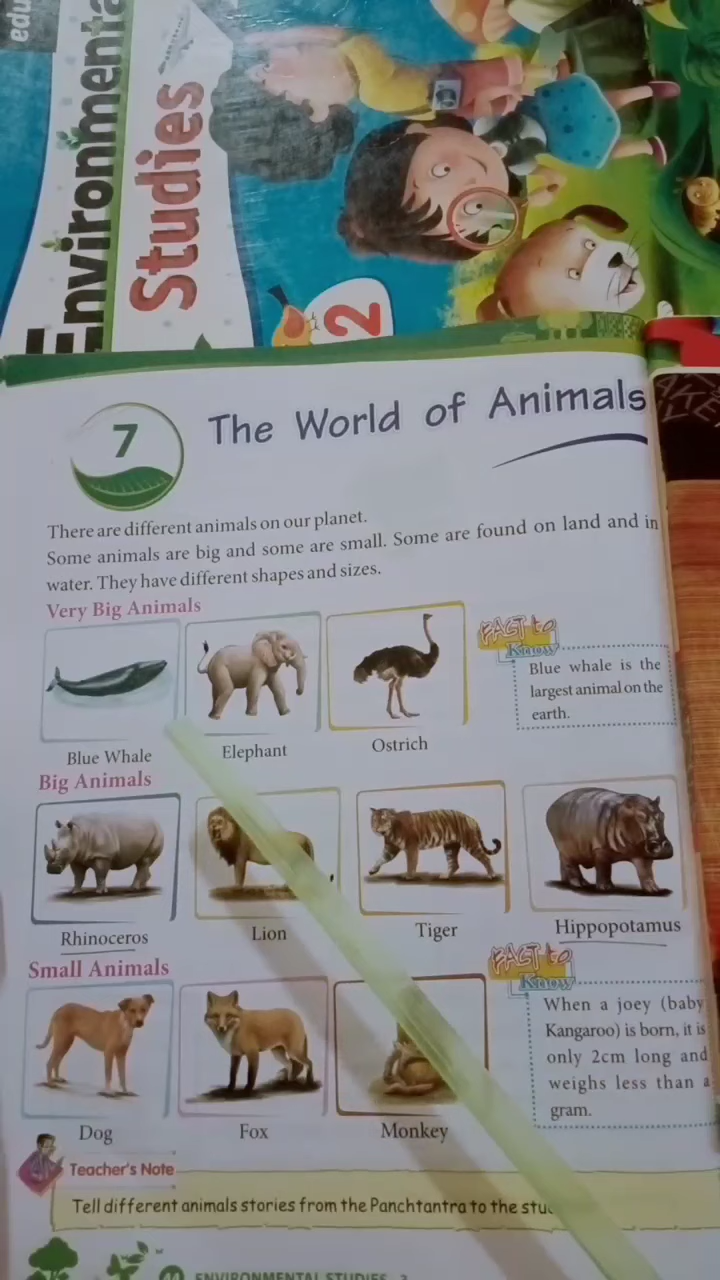 edu
Environmenta
Studies
2
7
The World of Animals
There are different animals on our planet.
Some animals are big and some are small. Some are found on land and in
water. They have different shapes and sizes.
Very Big Animals
FACT to
Know
Blue whale is the
largest animal on the
earth.
Blue Whale
Elephant
Ostrich
Big Animals
Rhinoceros
Lion
Tiger
Hippopotamus
Small Animals
FACT to
Know
When a joey (baby
Kangaroo) is born, it is
only 2cm long and
weighs less than a
gram.
Dog
Fox
Monkey
Teacher's Note
Tell different animals stories from the Panchtantra to the stu
44 ENVIRONMENTAL STUDIES